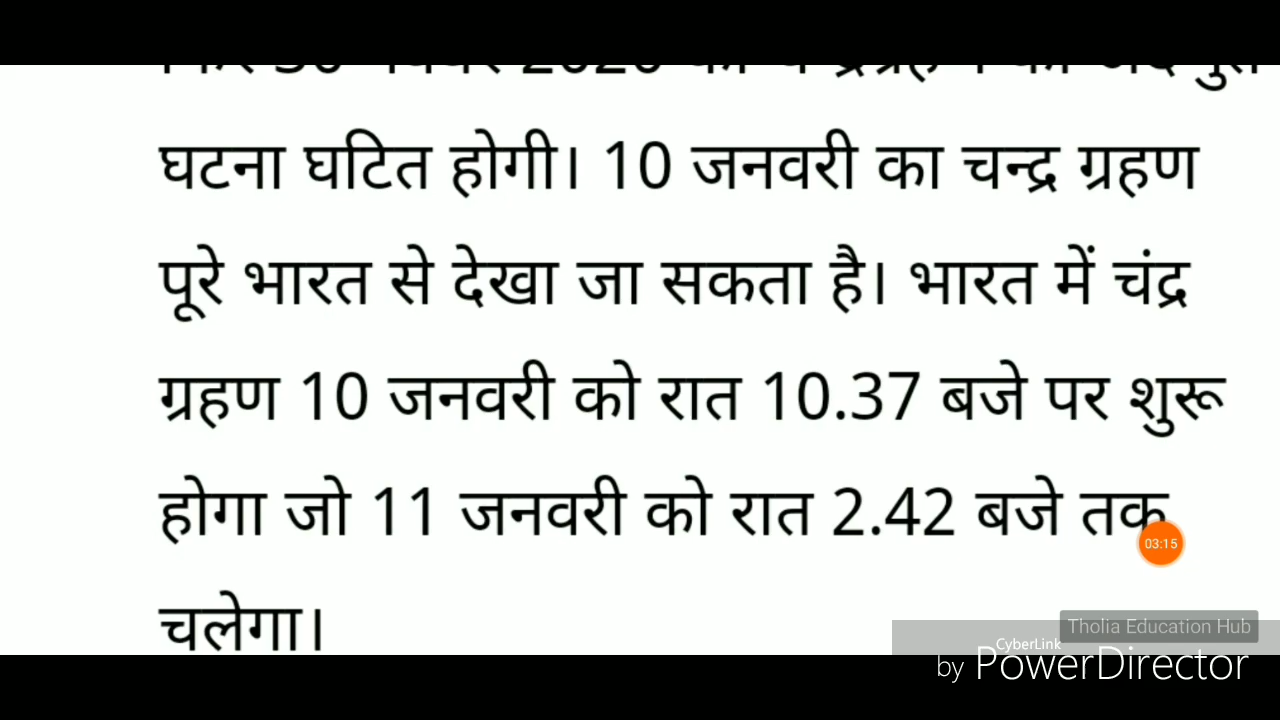 घटना घटित होगी। 10 जनवरी का चन्द्र ग्रहण
पूरे भारत से देखा जा सकता है। भारत में चंद्र
ग्रहण 10 जनवरी को रात 10.37 बजे पर शुरू
होगा जो 11 जनवरी को रात 2.42 बजे तक
03:15
चलेगा।
Tholia Education Hub
CyberLink
by PowerDirector